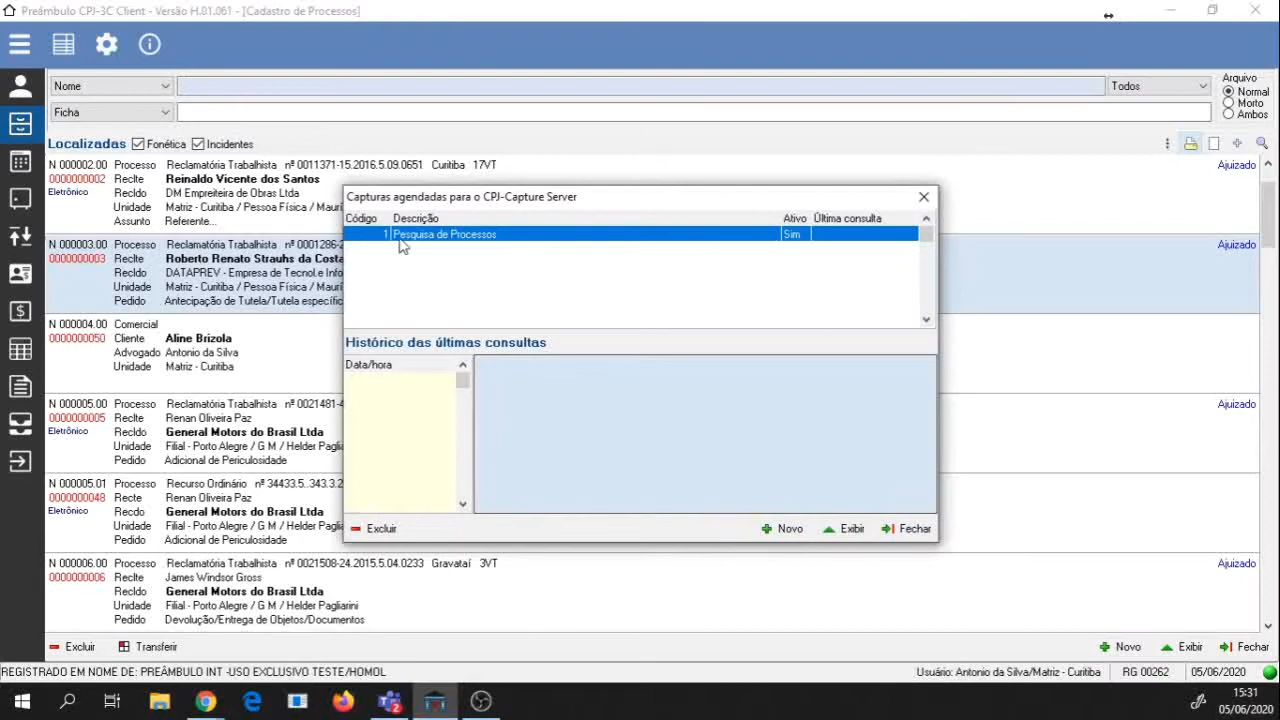 Preâmbulo CPJ-3C Client - Versão H.01.061 - [Cadastro de Processos]
Nome
Todos
Arquivo
Normal
Morto
Ambos
Ficha
Localizadas Fonética Incidentes
N 000002.00 Processo Reclamatória Trabalhista nº 0011371-15.2016.5.09.0651 Curitiba 17VT Ajuizado
0000000002 Reclte Reinaldo Vicente dos Santos
Eletrônico Recldo DM Empreiteira de Obras Ltda
Unidade Matriz - Curitiba / Pessoa Física / Maurí
Assunto Referente...
N 000003.00 Processo Reclamatória Trabalhista nº 0001286-2 Ajuizado
0000000003 Reclte Roberto Renato Strauhs da Costa
Recldo DATAPREV - Empresa de Tecnol.e Info
Unidade Matriz - Curitiba / Pessoa Física / Maurí
Pedido Antecipação de Tutela/Tutela específic
N 000004.00 Comercial
0000000050 Cliente Aline Brizola
Advogado Antonio da Silva
Unidade Matriz - Curitiba
N 000005.00 Processo Reclamatória Trabalhista nº 0021481-4 Ajuizado
0000000005 Reclte Renan Oliveira Paz
Eletrônico Recldo General Motors do Brasil Ltda
Unidade Filial - Porto Alegre / G M / Helder Pagliari
Pedido Adicional de Periculosidade
N 000005.01 Processo Recurso Ordinário nº 34433.5..343.3.2 Ajuizado
0000000048 Recte Renan Oliveira Paz
Eletrônico Recdo General Motors do Brasil Ltda
Unidade Filial - Porto Alegre / G M / Helder Pagliari
Pedido Adicional de Periculosidade
N 000006.00 Processo Reclamatória Trabalhista nº 0021508-24.2015.5.04.0233 Gravataí 3VT Ajuizado
0000000006 Reclte James Windsor Gross
Recldo General Motors do Brasil Ltda
Unidade Filial - Porto Alegre / G M / Helder Pagliarini
Pedido Devolução/Entrega de Objetos/Documentos
Capturas agendadas para o CPJ-Capture Server
Código Descrição Ativo Última consulta
1 Pesquisa de Processos Sim
Histórico das últimas consultas
Data/hora
Excluir Novo Exibir Fechar
Excluir Transferir Novo Exibir Fechar
REGISTRADO EM NOME DE: PREÂMBULO INT -USO EXCLUSIVO TESTE/HOMOL Usuário: Antonio da Silva/Matriz - Curitiba RG 00262 05/06/2020
2
15:31
05/06/2020